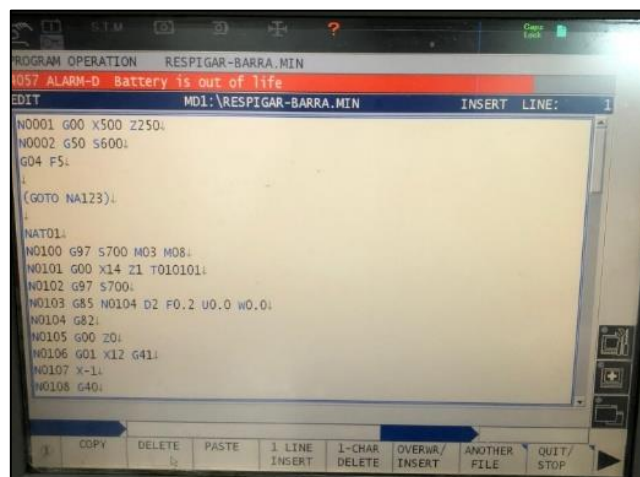 STM
?
Caps
Lock
PROGRAM OPERATION RESPIGAR-BARRA.MIN
4057 ALARM-D Battery is out of life
EDIT MD1:\RESPIGAR-BARRA.MIN INSERT LINE: 1
N0001 G00 X500 Z250↓
N0002 G50 S600↓
G04 F5↓
↓
(GOTO NA123)↓
↓
NAT01↓
N0100 G97 S700 M03 M08↓
N0101 G00 X14 Z1 T010101↓
N0102 G97 S700↓
N0103 G85 N0104 D2 F0.2 U0.0 W0.0↓
N0104 G82↓
N0105 G00 Z0↓
N0106 G01 X12 G41↓
N0107 X-1↓
N0108 G40↓
COPY DELETE PASTE 1 LINE INSERT 1-CHAR DELETE OVERWR/ INSERT ANOTHER FILE QUIT/ STOP